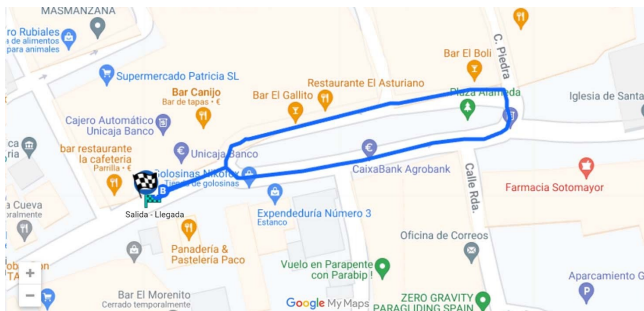 MASMANZANA
ro Rubiales
a de alimentos
para animales
Supermercado Patricia SL
Bar Canijo
Bar de tapas • €
Cajero Automático
Unicaja Banco
bar restaurante
la cafeteria
Parrilla • €
Unicaja Banco
Bar El Gallito
Restaurante El Asturiano
Bar El Boli
C. Piedra
Plaza Alameda
Iglesia de Santa
CaixaBank Agrobank
Farmacia Sotomayor
Golosinas Nikoflex
Tienda de golosinas
B
Salida - Llegada
Expendeduría Número 3
Estanco
Calle Rda.
Oficina de Correos
Panadería &
Pastelería Paco
Vuelo en Parapente
con Parabip !
ZERO GRAVITY
PARAGLIDING SPAIN
Aparcamiento G
P
a Cueva
oralmente
Bar El Morenito
Cerrado temporalmente
+
−
Google My Maps